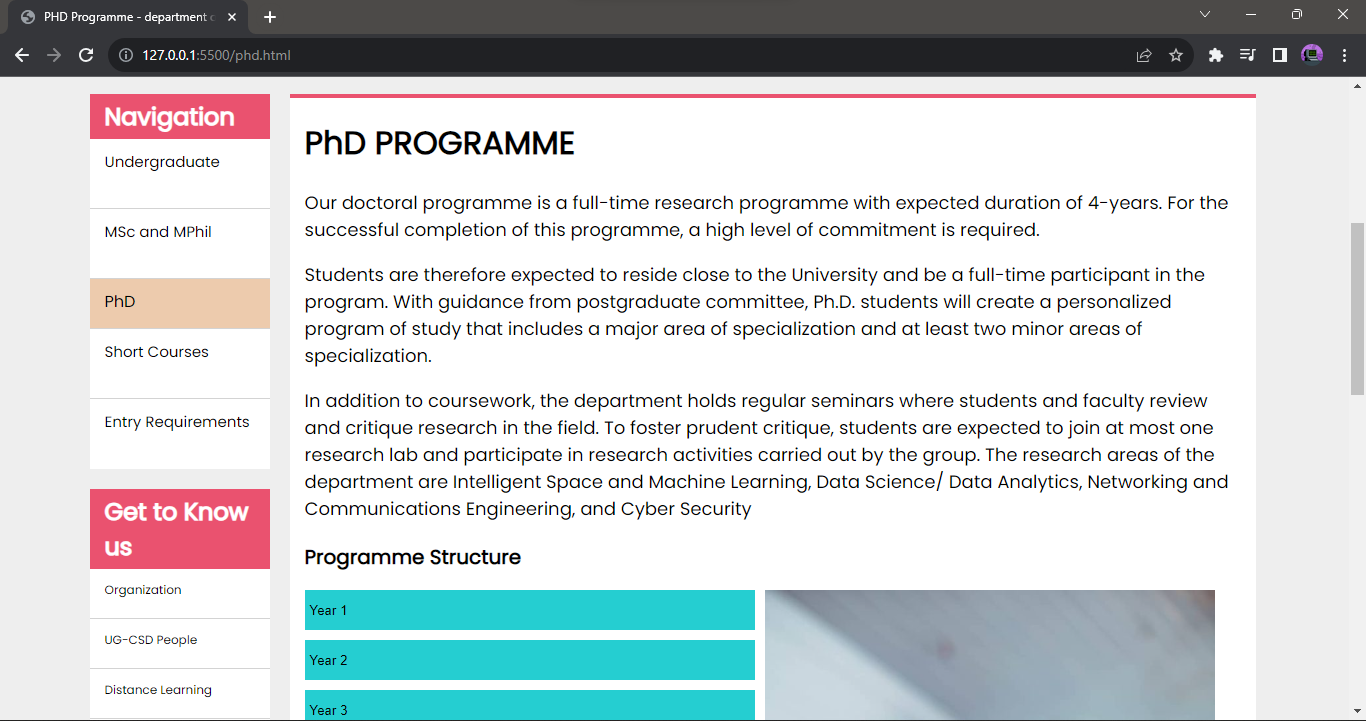 PHD Programme - department
127.0.0.1:5500/phd.html
Navigation
Undergraduate
MSc and MPhil
PhD
Short Courses
Entry Requirements
Get to Know
us
Organization
UG-CSD People
Distance Learning
PhD PROGRAMME
Our doctoral programme is a full-time research programme with expected duration of 4-years. For the
successful completion of this programme, a high level of commitment is required.
Students are therefore expected to reside close to the University and be a full-time participant in the
program. With guidance from postgraduate committee, Ph.D. students will create a personalized
program of study that includes a major area of specialization and at least two minor areas of
specialization.
In addition to coursework, the department holds regular seminars where students and faculty review
and critique research in the field. To foster prudent critique, students are expected to join at most one
research lab and participate in research activities carried out by the group. The research areas of the
department are Intelligent Space and Machine Learning, Data Science/ Data Analytics, Networking and
Communications Engineering, and Cyber Security
Programme Structure
Year 1
Year 2
Year 3